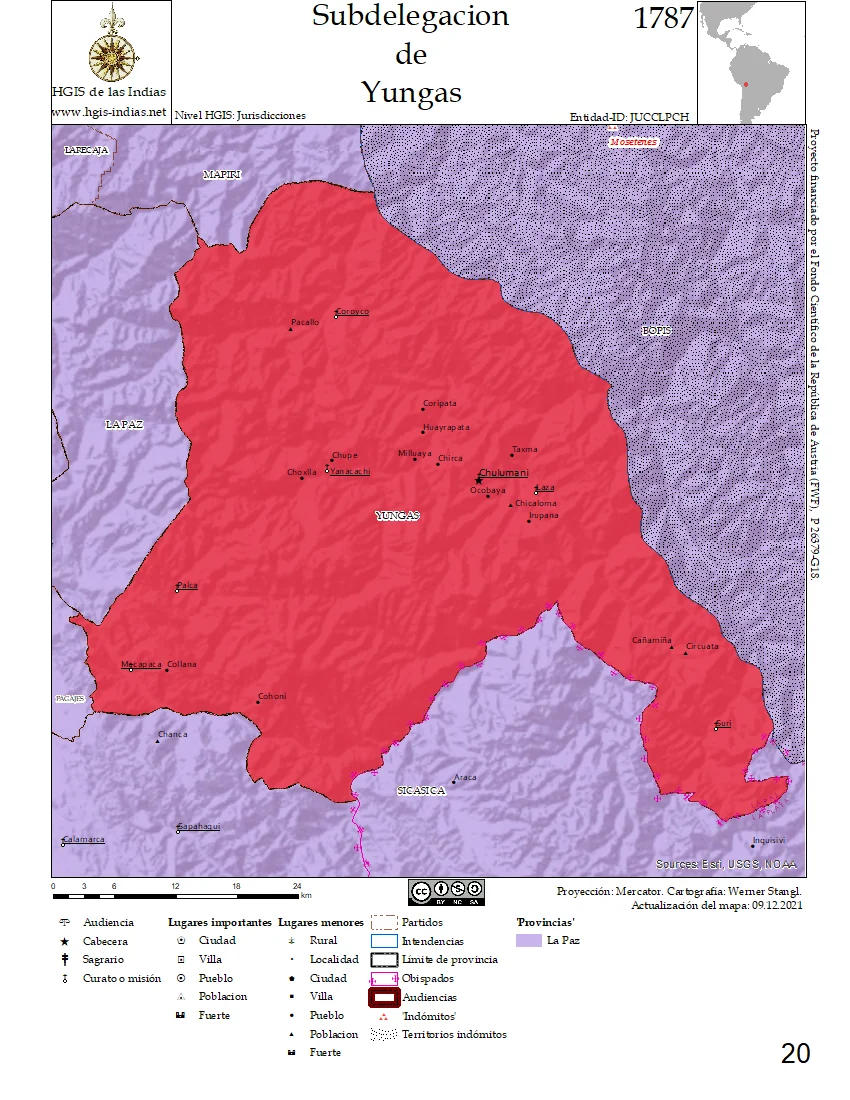 Subdelegacion
de
Yungas
1787
HGIS de las Indias
www.hgis-indias.net
Nivel HGIS: Jurisdicciones
Entidad-ID: JUCCLPCH
Proyecto financiado por el Fondo Científico de la República de Austria (FWF), P 26379-G18.
LARECAJA
MAPIRI
Mosetenes
Coroyco
Pacallo
BOPIS
Coripata
LA PAZ
Huayrapata
Taxma
Chupe
Milluaya
Chirca
Choxlla
Yanacachi
Chulumani
Ocobaya
Laza
Chicaloma
YUNGAS
Irupana
Palca
Cañamiña
Circuata
Mecapaca
Collana
PACAJES
Cohoni
Suri
Chanca
SICASICA
Araca
Sapahaqui
Calamarca
Inquisivi
Sources: Esri, USGS, NOAA
0 3 6 12 18 24
km
CC
BY NC SA
Proyección: Mercator. Cartografía: Werner Stangl.
Actualización del mapa: 09.12.2021
Audiencia
Cabecera
Sagrario
Curato o misión
Lugares importantes
Ciudad
Villa
Pueblo
Poblacion
Fuerte
Lugares menores
Rural
Localidad
Ciudad
Villa
Pueblo
Poblacion
Fuerte
Partidos
Intendencias
Límite de provincia
Obispados
Audiencias
'Indómitos'
Territorios indómitos
'Provincias'
La Paz
20